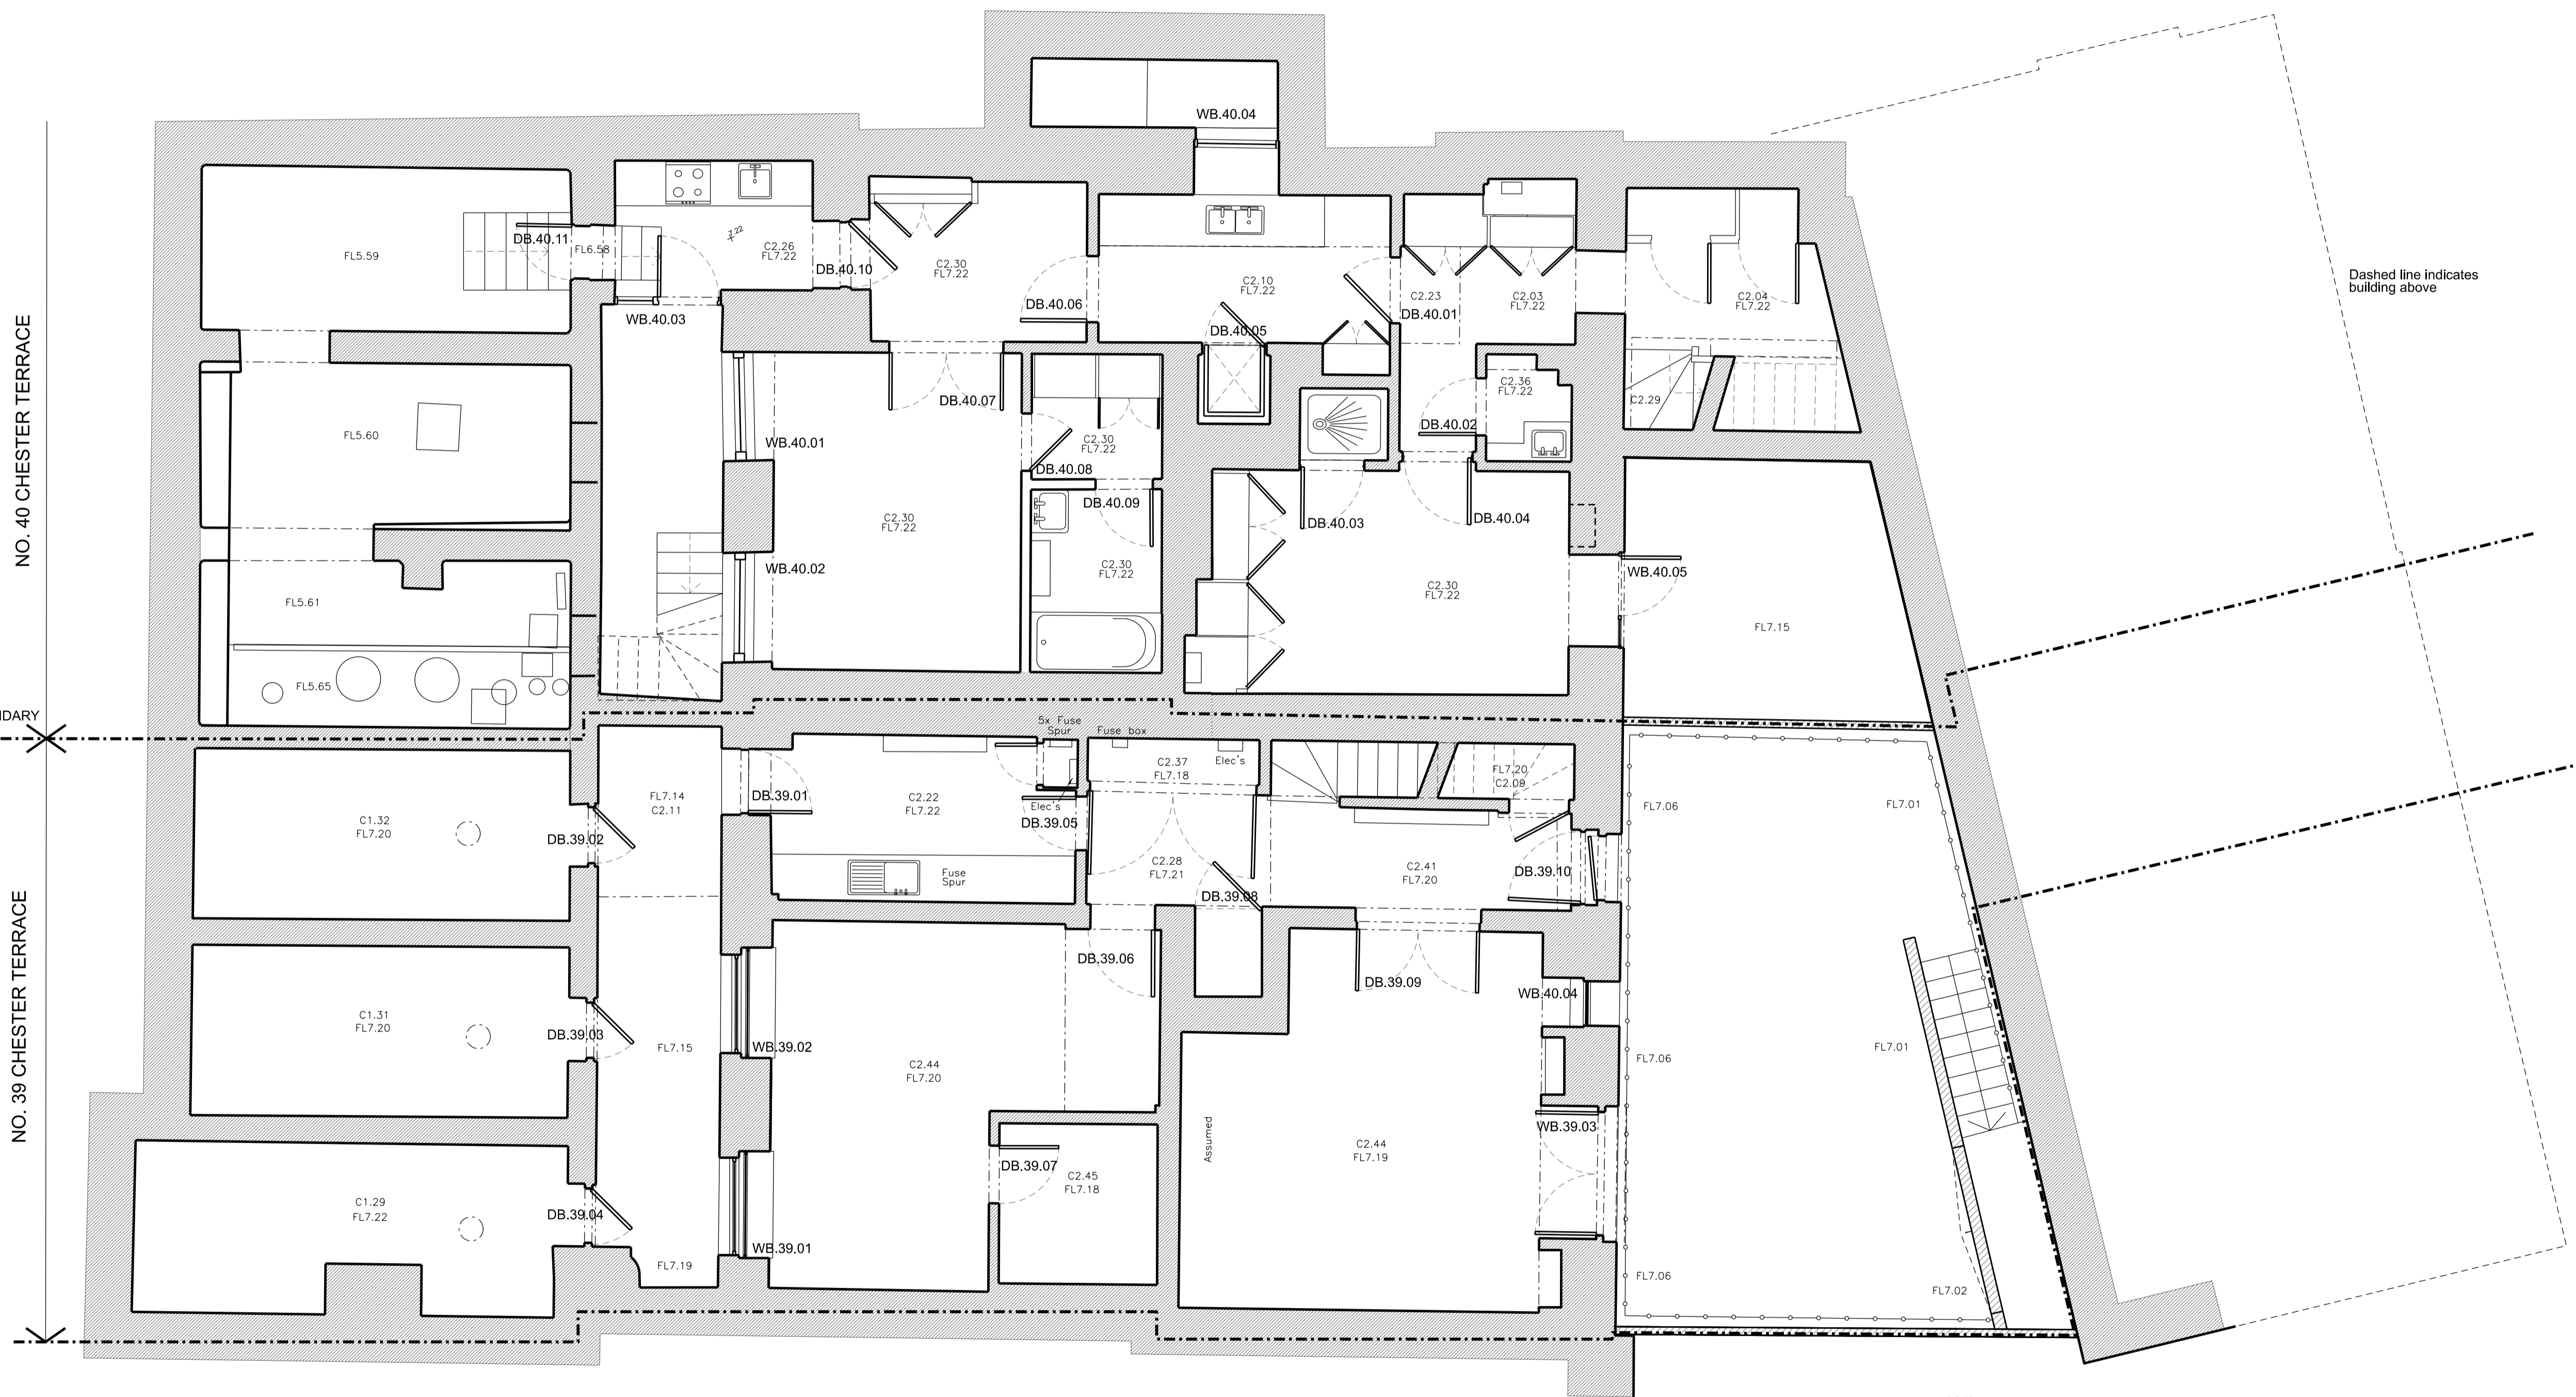 WB.40.04
DB.40.11
FL6.58
FL5.59
7.22
C2.26
FL7.22
DB.40.10
C2.30
FL7.22
DB.40.06
C2.10
FL7.22
C2.23
DB.40.01
C2.03
FL7.22
C2.04
FL7.22
Dashed line indicates
building above
WB.40.03
DB.40.05
NO. 40 CHESTER TERRACE
FL5.60
WB.40.01
DB.40.07
C2.30
FL7.22
DB.40.08
DB.40.09
C2.36
FL7.22
DB.40.02
C2.29
C2.30
FL7.22
DB.40.03
DB.40.04
WB.40.02
C2.30
FL7.22
C2.30
FL7.22
WB.40.05
FL5.61
FL5.65
FL7.15
NDARY
5x Fuse
Spur
Fuse box
Elec's
C2.37
FL7.18
FL7.20
C2.09
FL7.14
C2.11
DB.39.01
C2.22
FL7.22
Elec's
DB.39.05
FL7.06
FL7.01
C1.32
FL7.20
DB.39.02
Fuse
Spur
C2.28
FL7.21
DB.39.08
C2.41
FL7.20
DB.39.10
NO. 39 CHESTER TERRACE
DB.39.06
DB.39.09
WB.40.04
C1.31
FL7.20
DB.39.03
FL7.15
WB.39.02
C2.44
FL7.20
FL7.06
FL7.01
Assumed
C2.44
FL7.19
WB.39.03
DB.39.07
C2.45
FL7.18
C1.29
FL7.22
DB.39.04
WB.39.01
FL7.19
FL7.06
FL7.02